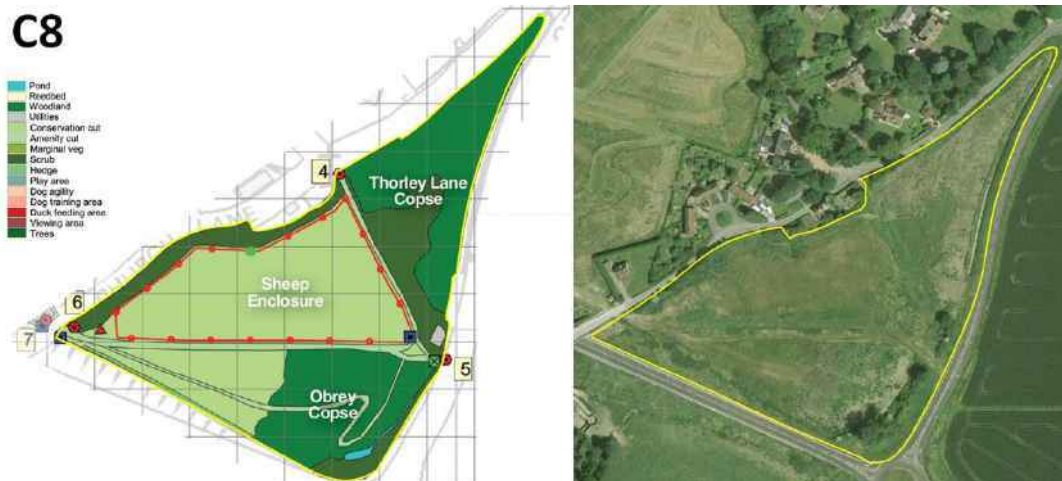 C8
Pond
Reedbed
Woodland
Utilities
Conservation cut
Amenity cut
Marginal veg
Scrub
Hedge
Play area
Dog agility
Dog training area
Duck feeding area
Viewing area
Trees
4
Thorley Lane
Copse
Sheep
Enclosure
6
7
5
Obrey
Copse